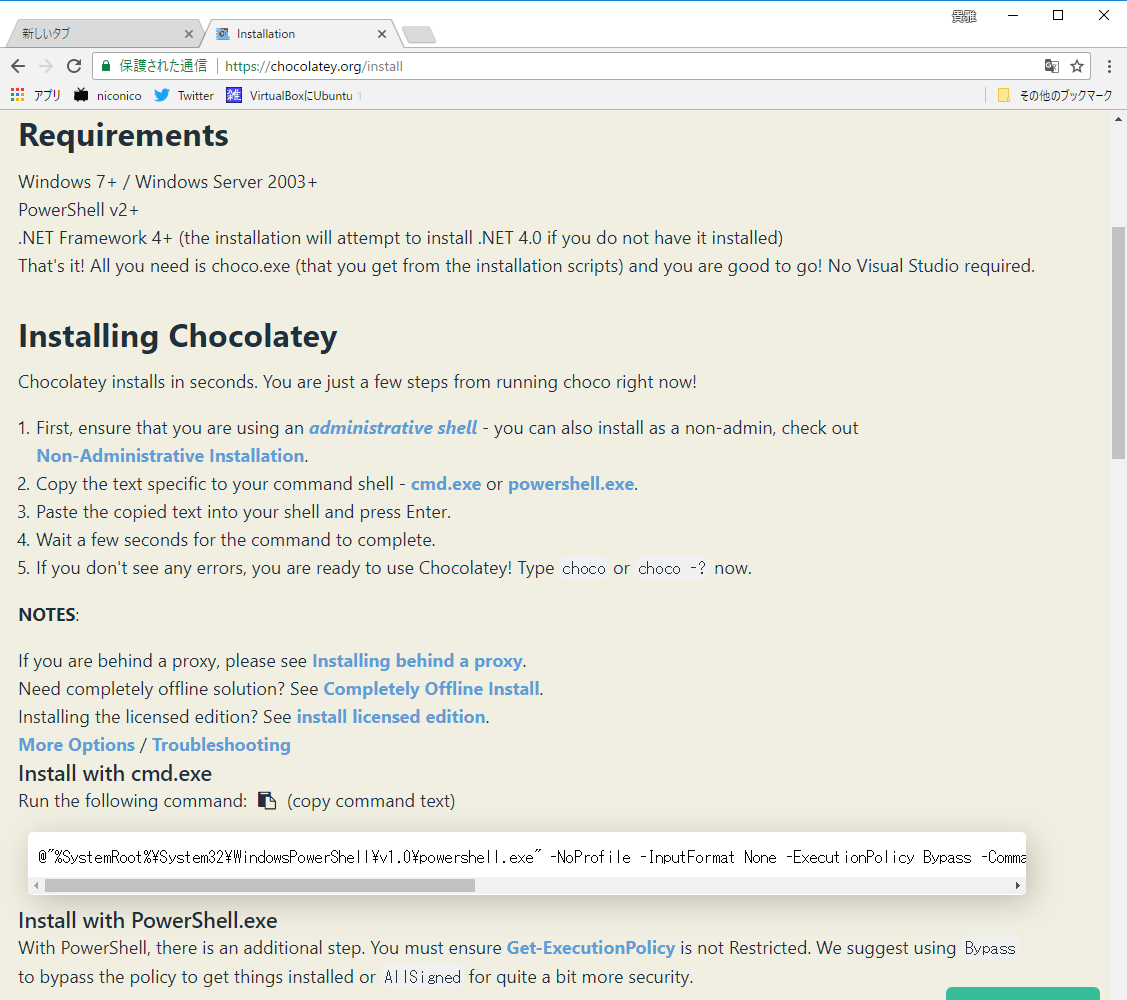 貴雅
新しいタブ
Installation
保護された通信
https://chocolatey.org/install
アプリ
niconico
Twitter
雑
VirtualBoxにUbuntu 1
その他のブックマーク
Requirements
Windows 7+ / Windows Server 2003+
PowerShell v2+
.NET Framework 4+ (the installation will attempt to install .NET 4.0 if you do not have it installed)
That's it! All you need is choco.exe (that you get from the installation scripts) and you are good to go! No Visual Studio required.
Installing Chocolatey
Chocolatey installs in seconds. You are just a few steps from running choco right now!
1. First, ensure that you are using an administrative shell - you can also install as a non-admin, check out
Non-Administrative Installation.
2. Copy the text specific to your command shell - cmd.exe or powershell.exe.
3. Paste the copied text into your shell and press Enter.
4. Wait a few seconds for the command to complete.
5. If you don't see any errors, you are ready to use Chocolatey! Type choco or choco -? now.
NOTES:
If you are behind a proxy, please see Installing behind a proxy.
Need completely offline solution? See Completely Offline Install.
Installing the licensed edition? See install licensed edition.
More Options / Troubleshooting
Install with cmd.exe
Run the following command: (copy command text)
@"%SystemRoot%¥System32¥WindowsPowerShell¥v1.0¥powershell.exe" -NoProfile -InputFormat None -ExecutionPolicy Bypass -Comma
Install with PowerShell.exe
With PowerShell, there is an additional step. You must ensure Get-ExecutionPolicy is not Restricted. We suggest using Bypass
to bypass the policy to get things installed or AllSigned for quite a bit more security.